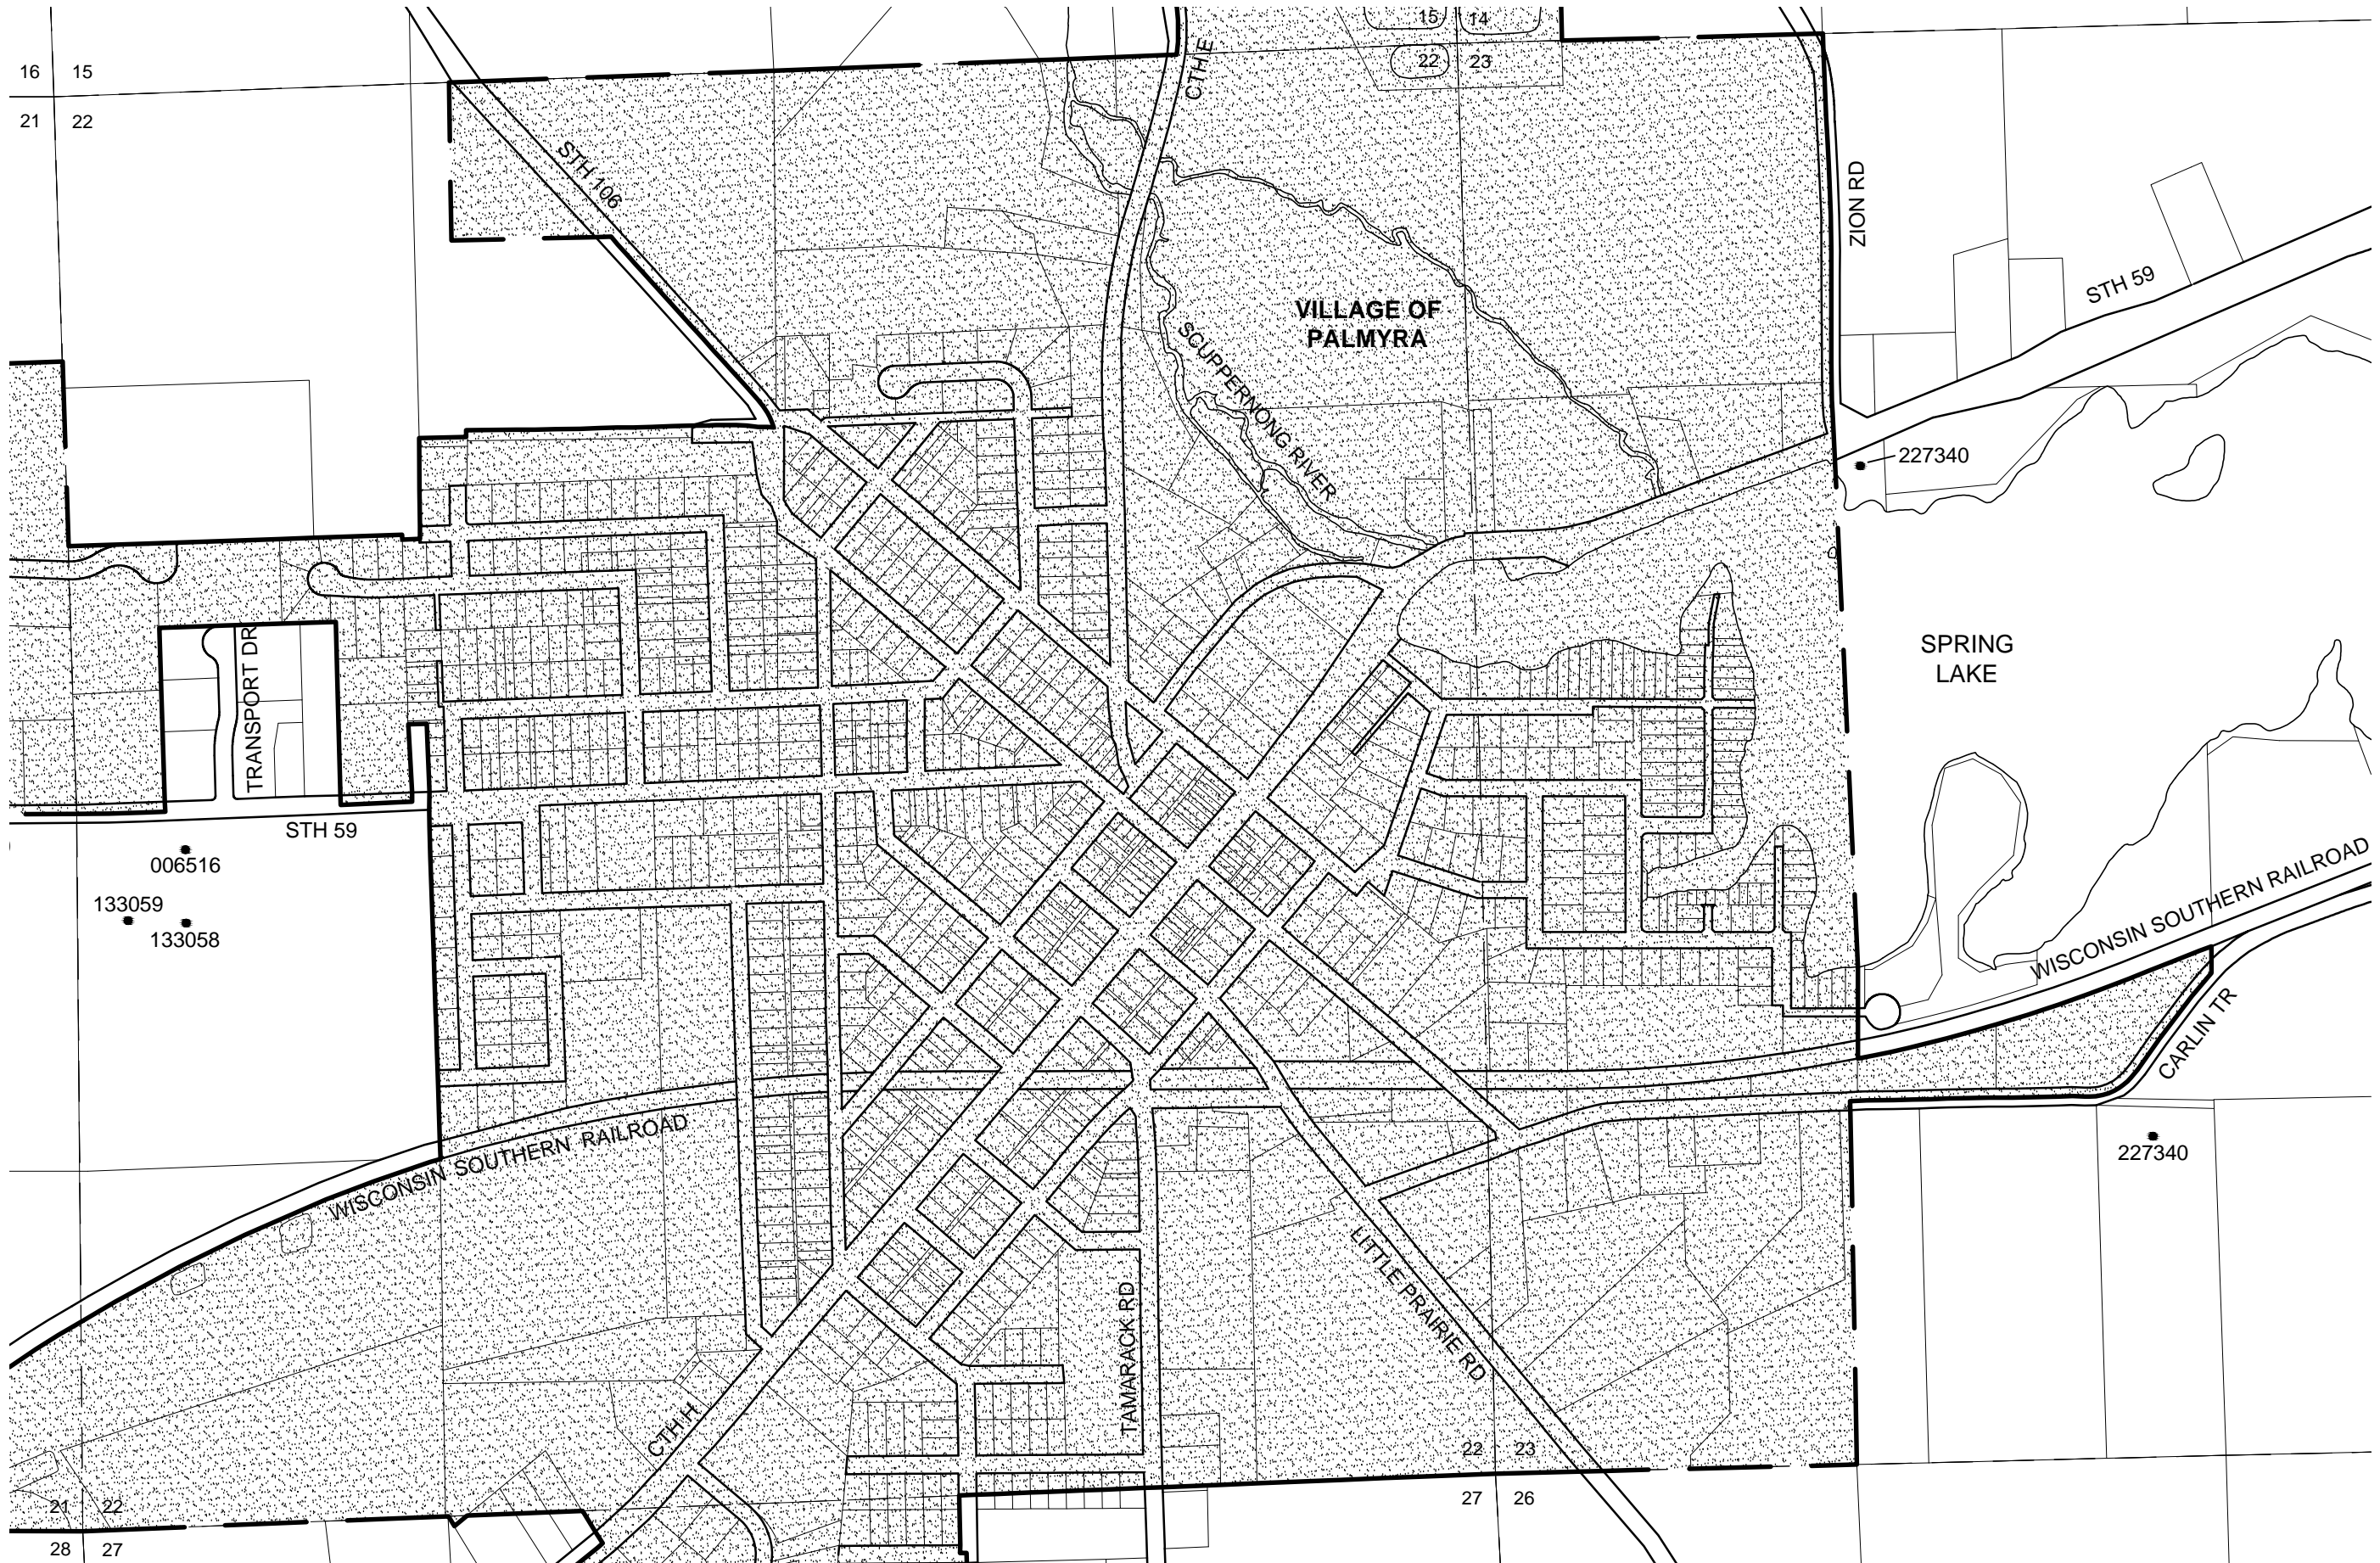 15 14
22 23
16 15
21 22
CTH E
STH 106
ZION RD
STH 59
VILLAGE OF
PALMYRA
SCUPPERNONG RIVER
227340
SPRING
LAKE
TRANSPORT DR
STH 59
006516
133059
133058
WISCONSIN SOUTHERN RAILROAD
CARLIN TR
227340
WISCONSIN SOUTHERN RAILROAD
LITTLE PRAIRIE RD
TAMARACK RD
CTH H
22 23
27 26
21 22
28 27